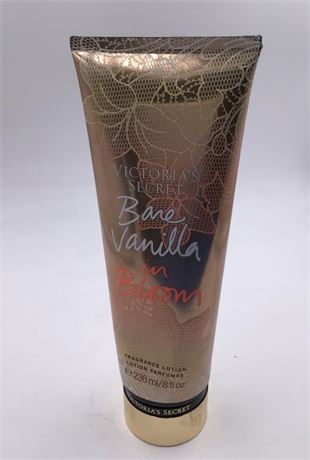 VICTORIA'S
SECRET
Bare
Vanilla
in
Bloom
FRAGRANCE LOTION
LOTION PARFUMÉE
e 236 ml/8 fl oz
VICTORIA'S SECRET